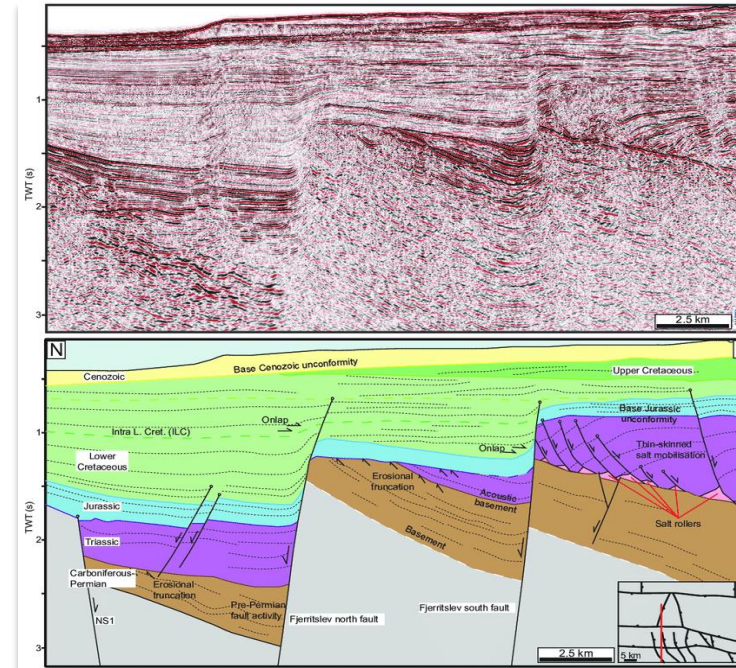 1
2
3
TWT (s)
2.5 km
N
Cenozoic
Base Cenozoic unconformity
Upper Cretaceous
Intra L. Cret. (ILC)
Onlap
Base Jurassic
unconformity
Lower
Cretaceous
Onlap
Thin-skinned
salt mobilisation
Erosional
truncation
Acoustic
basement
Jurassic
Triassic
Basement
Salt rollers
Carboniferous-
Permian
Erosional
truncation
Pre-Permian
fault activity
NS1
Fjerritslev north fault
Fjerritslev south fault
1
2
3
TWT(s)
2.5 km
5 km